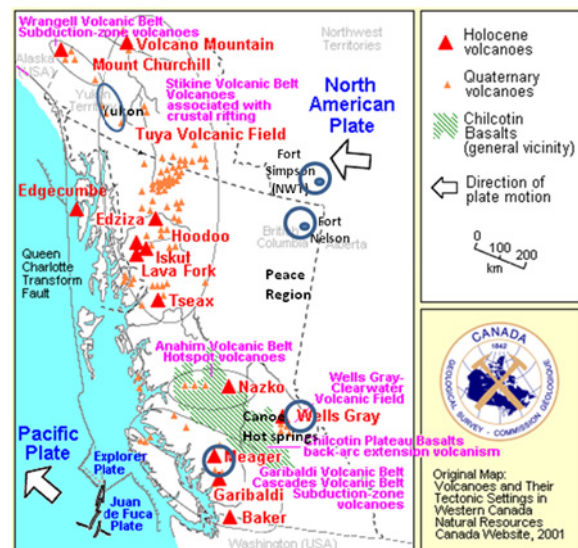 Wrangell Volcanic Belt
Subduction-zone volcanoes
Northwest
Territories
Volcano Mountain
Alaska
(USA)
Mount Churchill
Yukon
Territory
Yukon
Stikine Volcanic Belt
Volcanoes
associated with
crustal rifting
North
American
Plate
Tuya Volcanic Field
Fort
Simpson
(NWT)
Edgecumbe
Edziza
Fort
Nelson
British
Columbia
Alberta
Hoodoo
Iskut
Lava Fork
Queen
Charlotte
Transform
Fault
Peace
Region
Tseax
Anahim Volcanic Belt
Hotspot volcanoes
Nazko
Wells Gray-
Clearwater
Volcanic Field
Canoe
Wells Gray
Hot springs
Chilcotin Plateau Basalts
back-arc extension volcanism
Pacific
Plate
Explorer
Plate
Meager
Garibaldi Volcanic Belt
Cascades Volcanic Belt
Subduction-zone
volcanoes
Juan
de Fuca
Plate
Garibaldi
Baker
Washington (USA)
Holocene
volcanoes
Quaternary
volcanoes
Chilcotin
Basalts
(general vicinity)
Direction of
plate motion
0 100 200
km
CANADA
1842
GEOLOGICAL SURVEY - COMMISSION GÉOLOGIQUE
Original Map:
Volcanoes and Their
Tectonic Settings in
Western Canada
Natural Resources
Canada Website, 2001